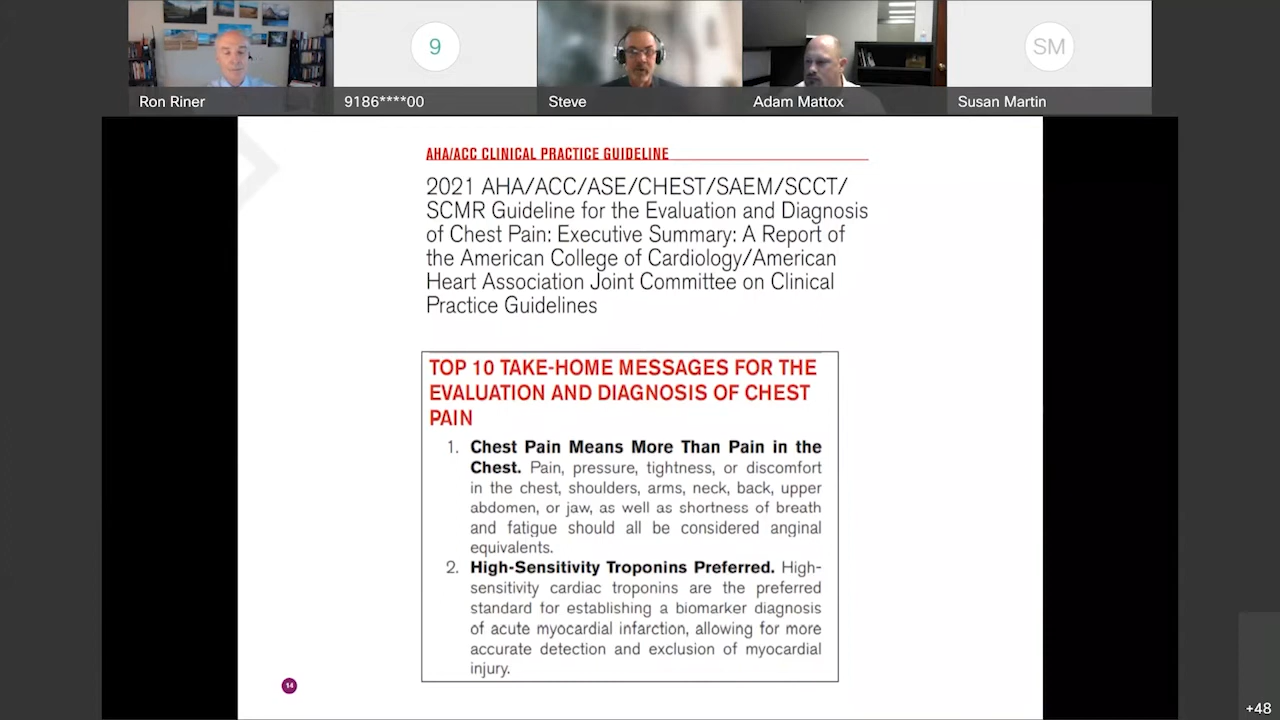 9
SM
Ron Riner
9186****00
Steve
Adam Mattox
Susan Martin
AHA/ACC CLINICAL PRACTICE GUIDELINE
2021 AHA/ACC/ASE/CHEST/SAEM/SCCT/
SCMR Guideline for the Evaluation and Diagnosis
of Chest Pain: Executive Summary: A Report of
the American College of Cardiology/American
Heart Association Joint Committee on Clinical
Practice Guidelines
TOP 10 TAKE-HOME MESSAGES FOR THE
EVALUATION AND DIAGNOSIS OF CHEST
PAIN
1. Chest Pain Means More Than Pain in the
Chest. Pain, pressure, tightness, or discomfort
in the chest, shoulders, arms, neck, back, upper
abdomen, or jaw, as well as shortness of breath
and fatigue should all be considered anginal
equivalents.
2. High-Sensitivity Troponins Preferred. High-
sensitivity cardiac troponins are the preferred
standard for establishing a biomarker diagnosis
of acute myocardial infarction, allowing for more
accurate detection and exclusion of myocardial
injury.
14
+48